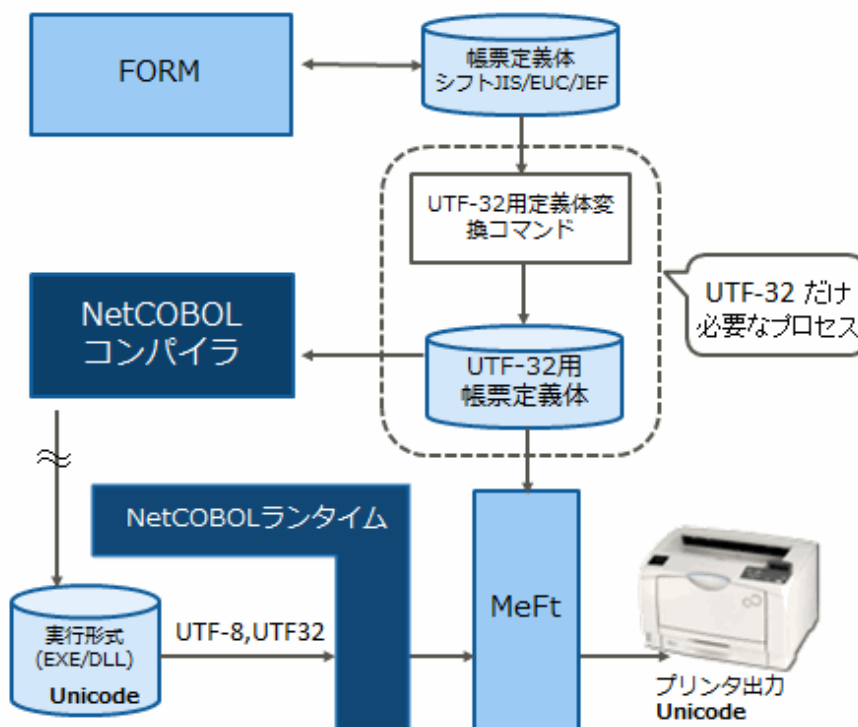 FORM
帳票定義体
シフトJIS/EUC/JEF
UTF-32用定義体変
換コマンド
UTF-32 だけ
必要なプロセス
NetCOBOL
コンパイラ
UTF-32用
帳票定義体
NetCOBOLランタイム
MeFt
実行形式
(EXE/DLL)
Unicode
UTF-8,UTF32
プリンタ出力
Unicode